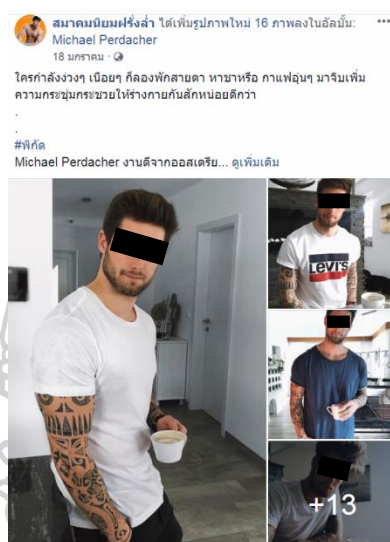 สมาคมนิยมฝรั่งล่ำ ได้เพิ่มรูปภาพใหม่ 16 ภาพลงในอัลบั้ม:
Michael Perdacher
18 มกราคม ·
ใครกำลังง่วงๆ เนือยๆ ก็ลองพักสายตา หาชาหรือ กาแฟอุ่นๆ มาจิบเพิ่ม
ความกระชุ่มกระชวยให้ร่างกายกันสักหน่อยดีกว่า
.
.
#พิกัด
Michael Perdacher งานดีจากออสเตรีย... ดูเพิ่มเติม
LEVI'S
+13